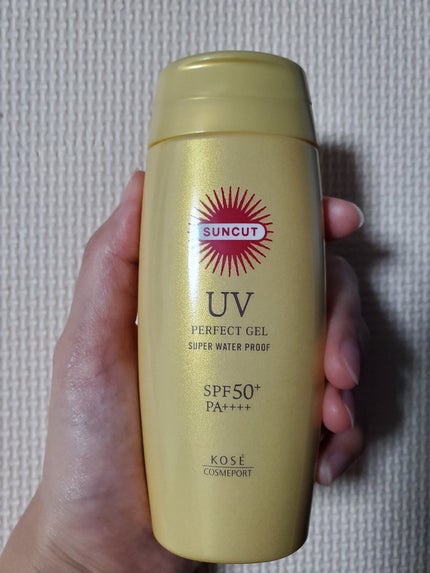 SUNCUT
UV
PERFECT GEL
SUPER WATER PROOF
SPF50+
PA++++
KOSÉ
COSMEPORT